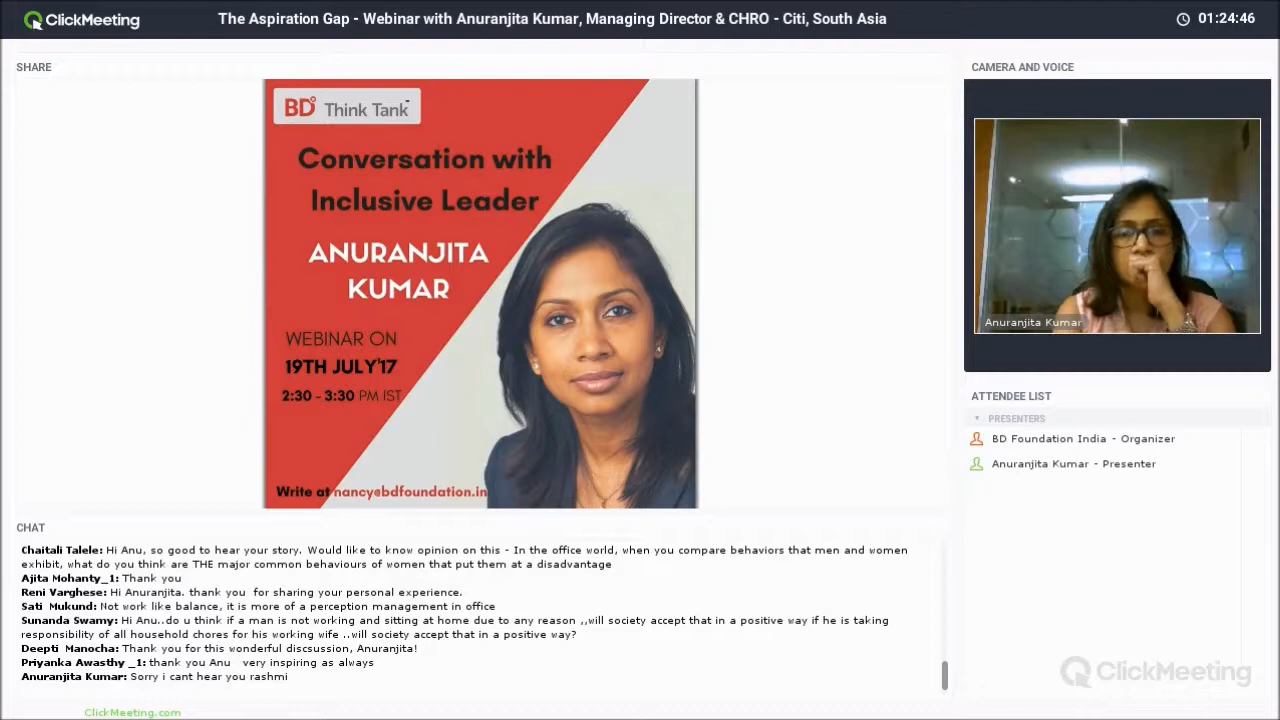 ClickMeeting
The Aspiration Gap - Webinar with Anuranjita Kumar, Managing Director & CHRO - Citi, South Asia
01:24:46
SHARE
BD Think Tank
Conversation with
Inclusive Leader
ANURANJITA
KUMAR
WEBINAR ON
19TH JULY'17
2:30 - 3:30 PM IST
Write at nancy@bdfoundation.in
CAMERA AND VOICE
Anuranjita Kumar
ATTENDEE LIST
PRESENTERS
BD Foundation India - Organizer
Anuranjita Kumar - Presenter
CHAT
Chaitali Talele: Hi Anu, so good to hear your story. Would like to know opinion on this - In the office world, when you compare behaviors that men and women
exhibit, what do you think are THE major common behaviours of women that put them at a disadvantage
Ajita Mohanty_1: Thank you
Reni Varghese: Hi Anuranjita. thank you for sharing your personal experience.
Sati Mukund: Not work like balance, it is more of a perception management in office
Sunanda Swamy: Hi Anu..do u think if a man is not working and sitting at home due to any reason ,,will society accept that in a positive way if he is taking
responsibility of all household chores for his working wife ..will society accept that in a positive way?
Deepti Manocha: Thank you for this wonderful discsussion, Anuranjita!
Priyanka Awasthy _1: thank you Anu very inspiring as always
Anuranjita Kumar: Sorry i cant hear you rashmi
ClickMeeting
ClickMeeting.com